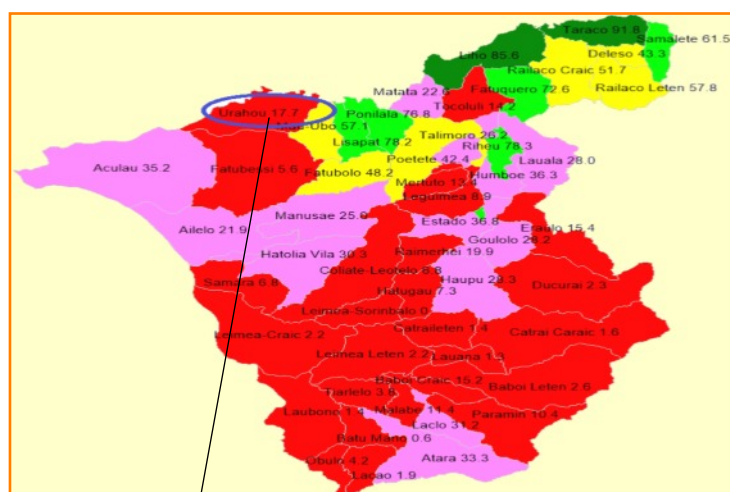 Taraco 91.8
Samalete 61.5
Liho 85.6
Deleso 43.3
Railaco Craic 51.7
Matata 22.6
Fatuquero 72.6
Railaco Leten 57.8
Urahou 17.7
Ponilala 76.8
Tocoluli 14.2
57.1
Talimoro 26.2
Lisapat 78.2
Riheu 78.3
Aculau 35.2
Fatubessi 5.6
Poetete 42.4
Lauala 28.0
Fatubolo 48.2
Mertuto 13.4
Humboe 36.3
Leguimea 8.9
Manusae 25.0
Estado 36.8
Eraulo 15.4
Ailelo 21.9
Goulolo 28.2
Hatolia Vila 30.3
Raimerhei 19.9
Coliate-Leotelo 8.8
Samara 6.8
Haupu 29.3
Hatugau 7.3
Ducurai 2.3
Leimea-Sorinbalo 0
Leimea-Craic 2.2
Catraileten 1.4
Catrai Caraic 1.6
Leimea Leten 2.2
Lauana 1.3
Baboi Craic 15.2
Tiarlelo 3.8
Baboi Leten 2.6
Laubono 1.4
Malabe 11.4
Paramin 10.4
Laclo 31.2
Batu Mano 0.6
Obulo 4.2
Atara 33.3
Lacao 1.9